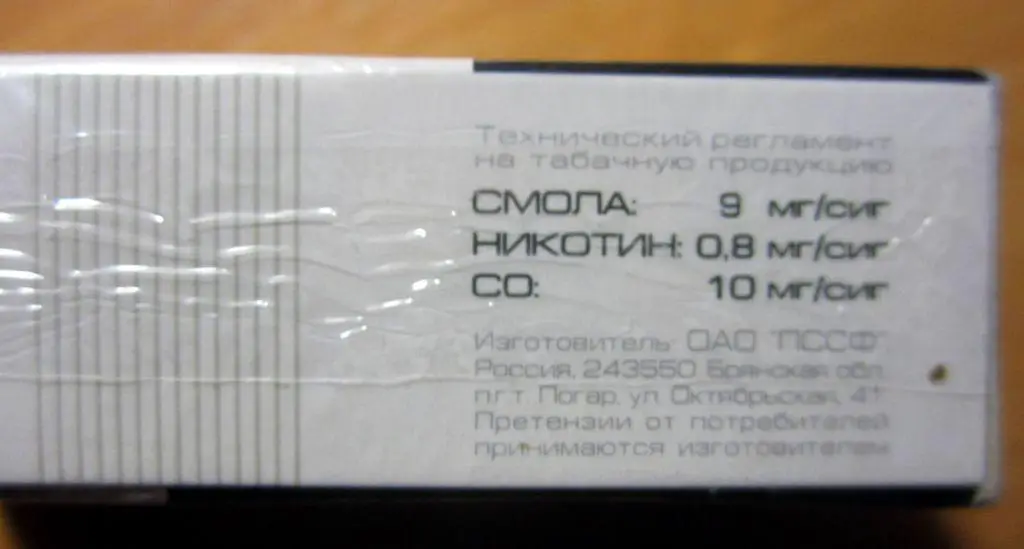 Технический регламент
на табачную продукцию
СМОЛА: 9 мг/сиг
НИКОТИН: 0,8 мг/сиг
СО: 10 мг/сиг
Изготовитель ОАО "ПССФ"
Россия, 243550 Брянская обл.
п.г.т. Погар, ул. Октябрьская, 41
Претензии от потребителей
принимаются изготовителем